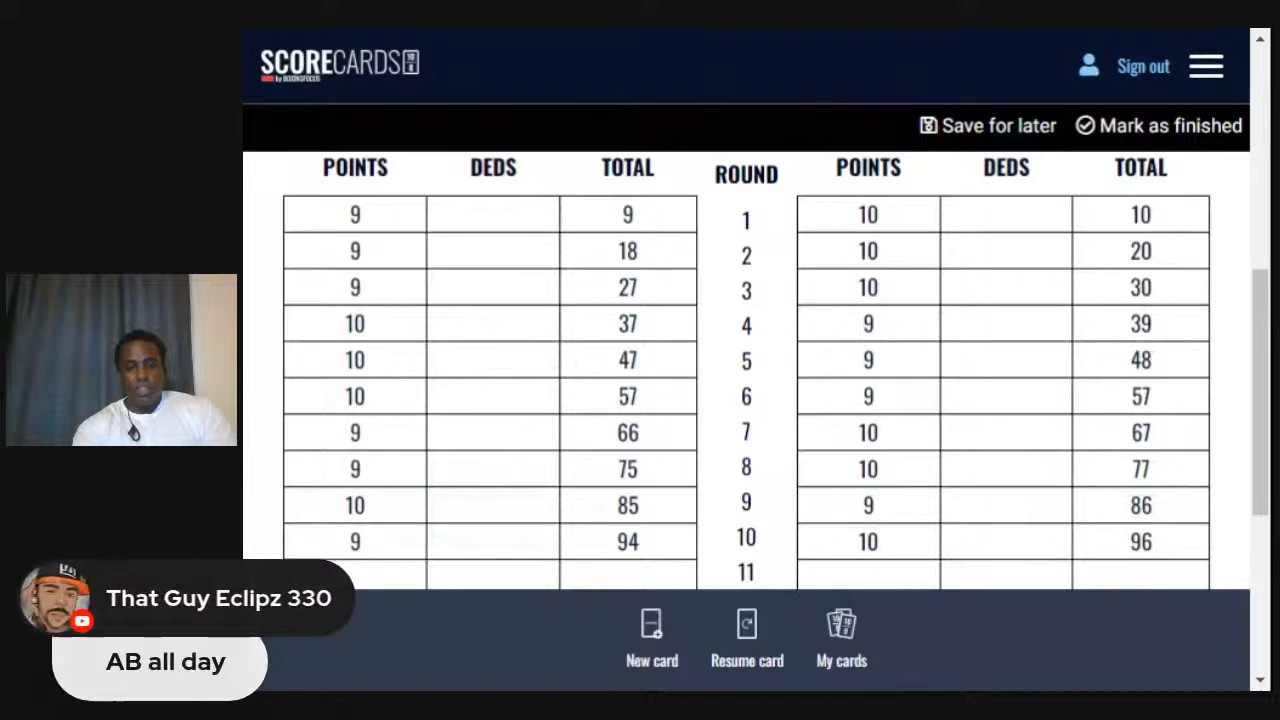 SCORECARDS
by BOXINGFOCUS
Sign out
Save for later Mark as finished
POINTS DEDS TOTAL ROUND POINTS DEDS TOTAL
9 9 1 10 10
9 18 2 10 20
9 27 3 10 30
10 37 4 9 39
10 47 5 9 48
10 57 6 9 57
9 66 7 10 67
9 75 8 10 77
10 85 9 9 86
9 94 10 10 96
11
That Guy Eclipz 330
AB all day
New card Resume card My cards